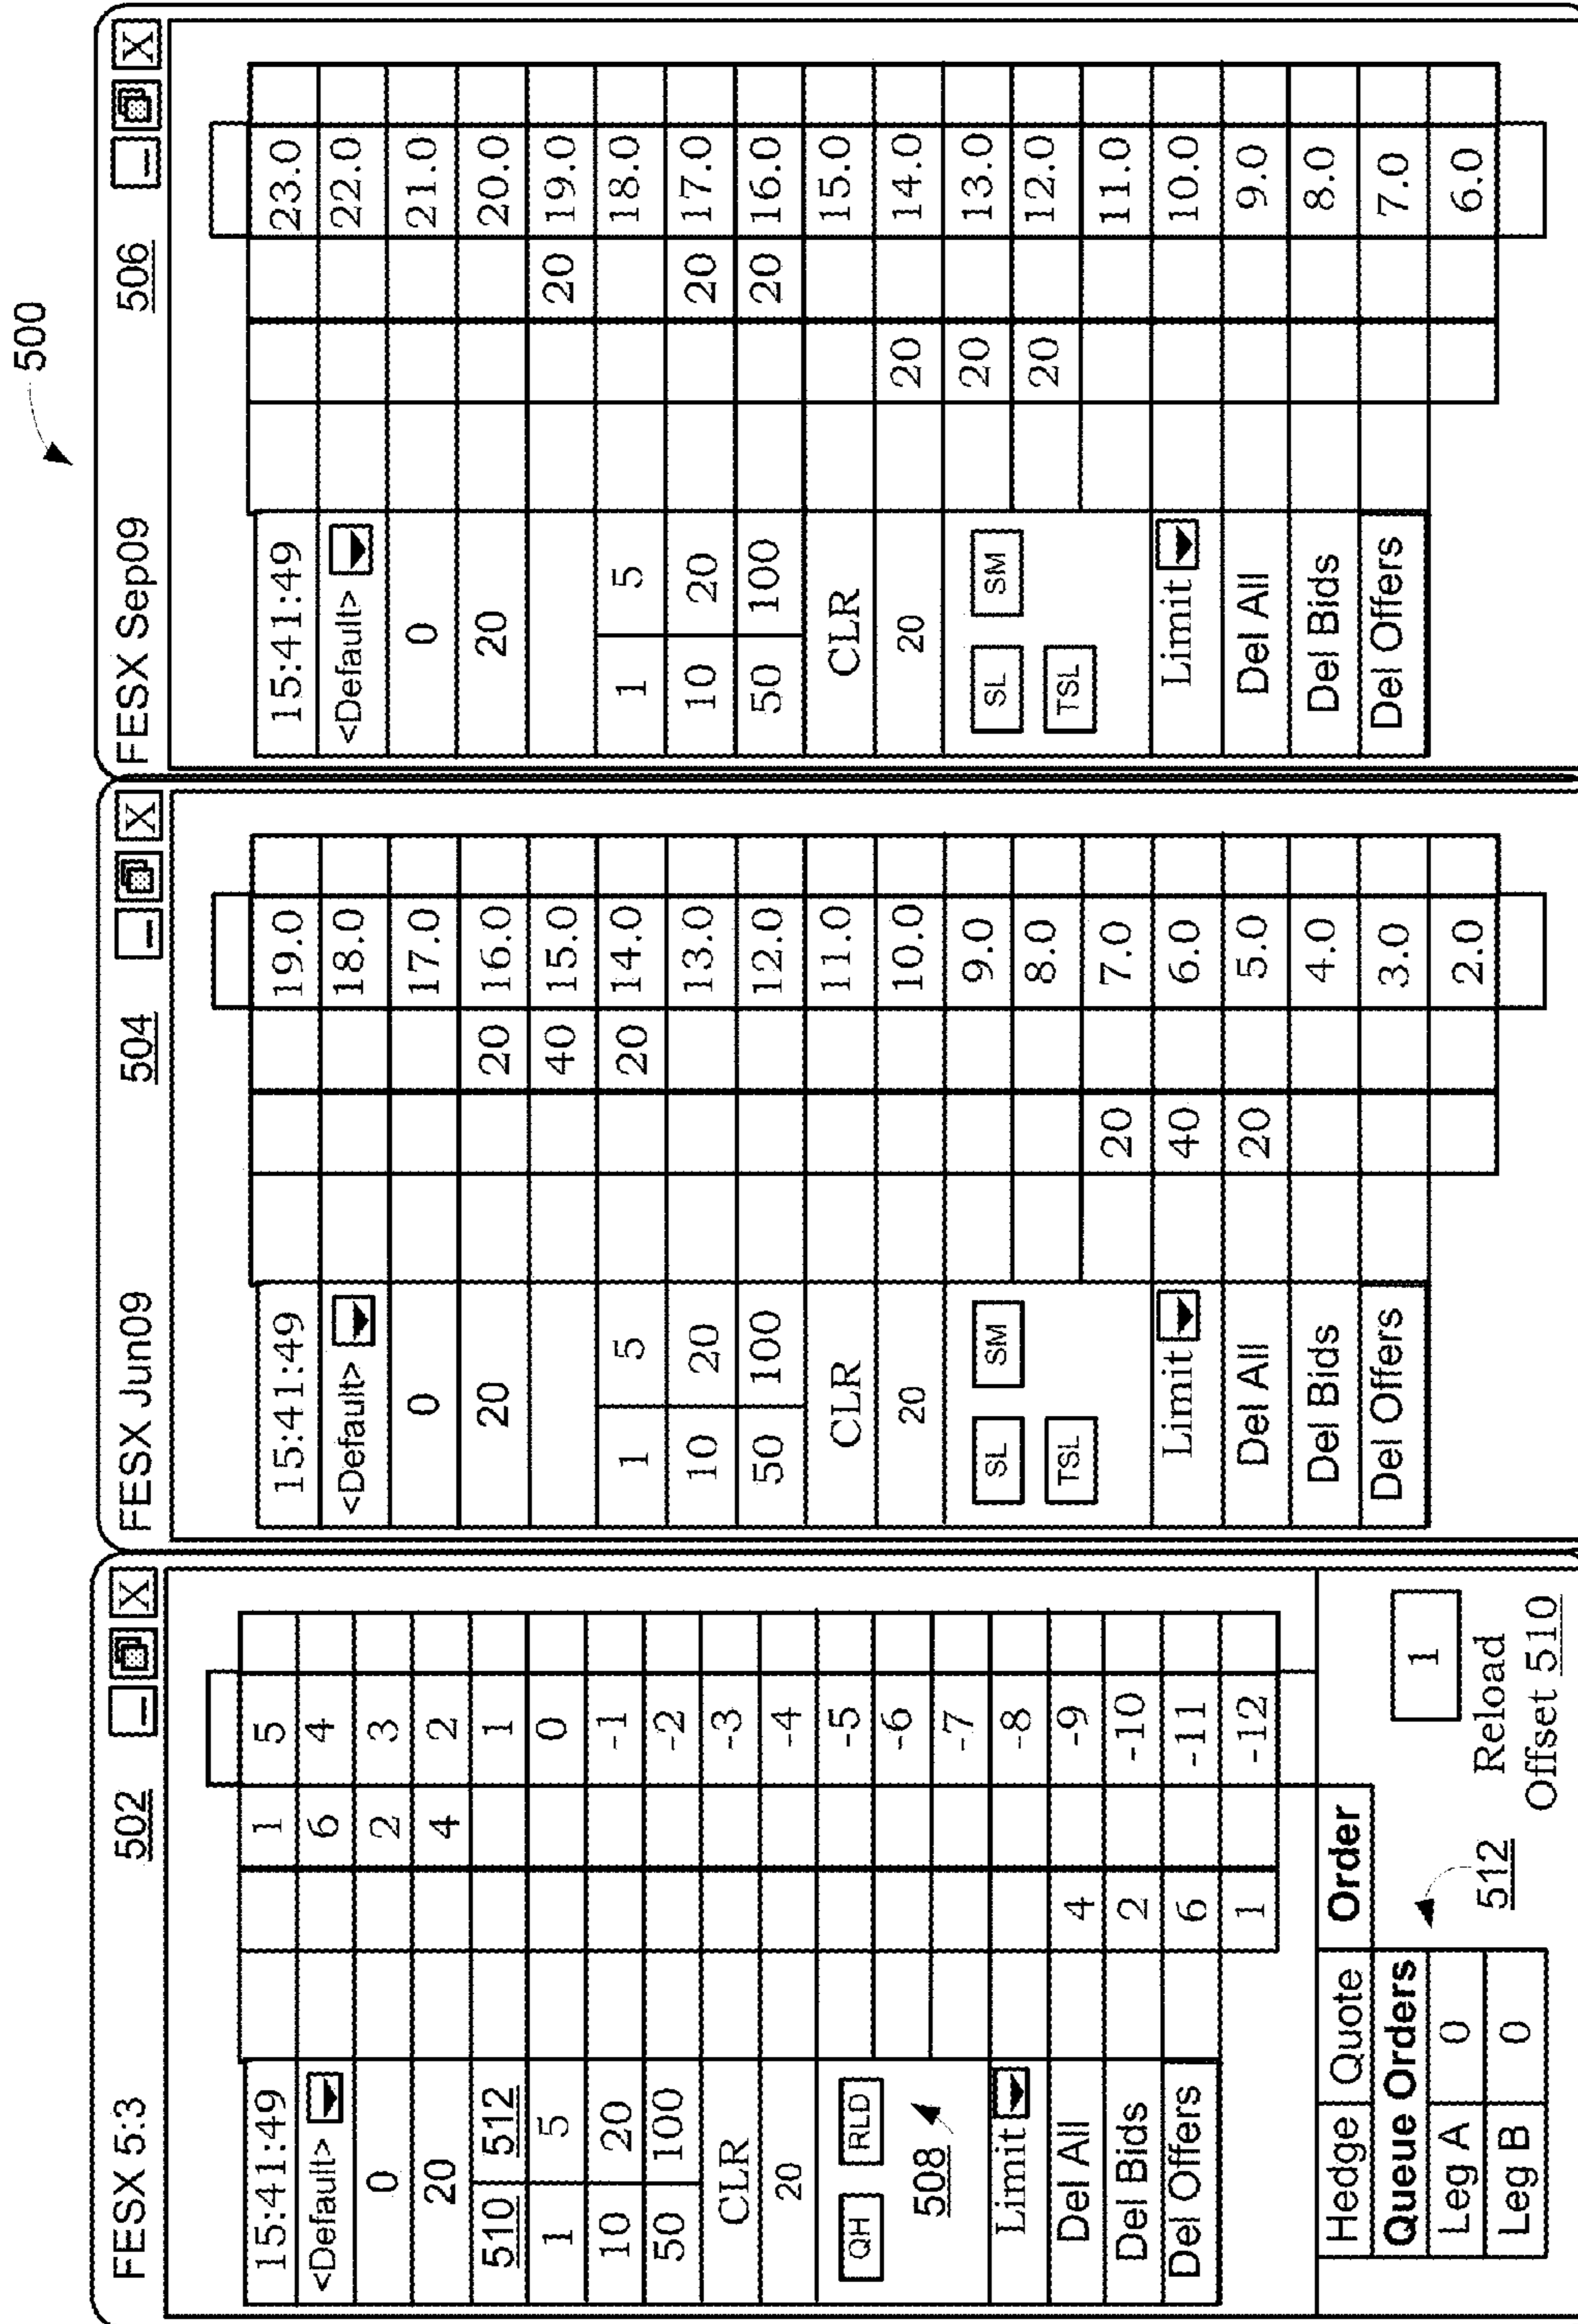 500
FESX 5:3 502 X
15:41:49 1 5
<Default> 6 4
0 2 3
20 4 2
510 512 1
1 5 0
10 20 -1
50 100 -2
CLR -3
20 -4
QH RLD -5
-6
508 -7
Limit -8
Del All 4 -9
Del Bids 2 -10
Del Offers 6 -11
1 -12
Hedge Quote Order
Queue Orders 1
Leg A 0
Leg B 0 512 Reload
Offset 510
FESX Jun09 504 X
15:41:49 19.0
<Default> 18.0
0 17.0
20 20 16.0
40 15.0
1 5 20 14.0
10 20 13.0
50 100 12.0
CLR 11.0
20 10.0
SL SM 9.0
TSL 8.0
20 7.0
Limit 40 6.0
Del All 20 5.0
Del Bids 4.0
Del Offers 3.0
2.0
FESX Sep09 506 X
15:41:49 23.0
<Default> 22.0
0 21.0
20 20.0
20 19.0
1 5 18.0
10 20 20 17.0
50 100 20 16.0
CLR 15.0
20 20 14.0
SL SM 20 13.0
TSL 20 12.0
11.0
Limit 10.0
Del All 9.0
Del Bids 8.0
Del Offers 7.0
6.0